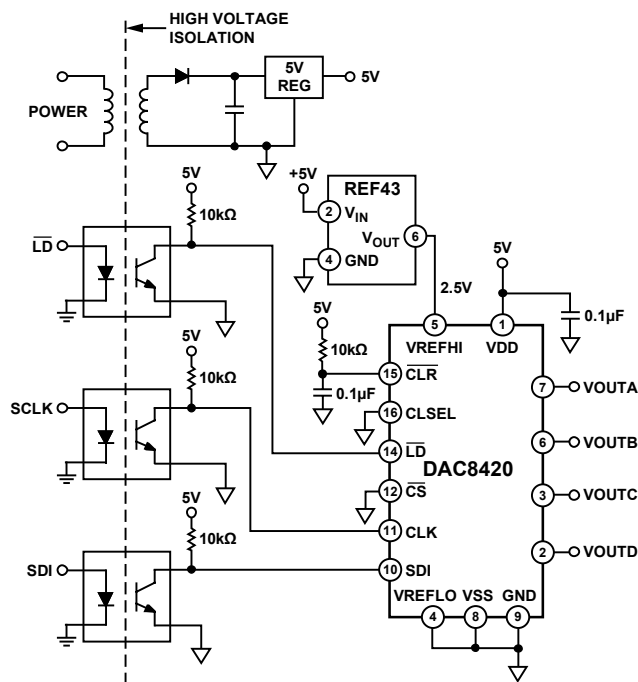 HIGH VOLTAGE
ISOLATION
5V
REG
5V
POWER
5V
10kΩ
LD
+5V
REF43
2
VIN
VOUT
6
4
GND
2.5V
5V
0.1µF
5
VREFHI
1
VDD
5V
10kΩ
0.1µF
15
CLR
16
CLSEL
14
LD
DAC8420
12
CS
11
CLK
10
SDI
7
VOUTA
6
VOUTB
3
VOUTC
2
VOUTD
VREFLO
VSS
GND
4
8
9
5V
10kΩ
SCLK
5V
10kΩ
SDI